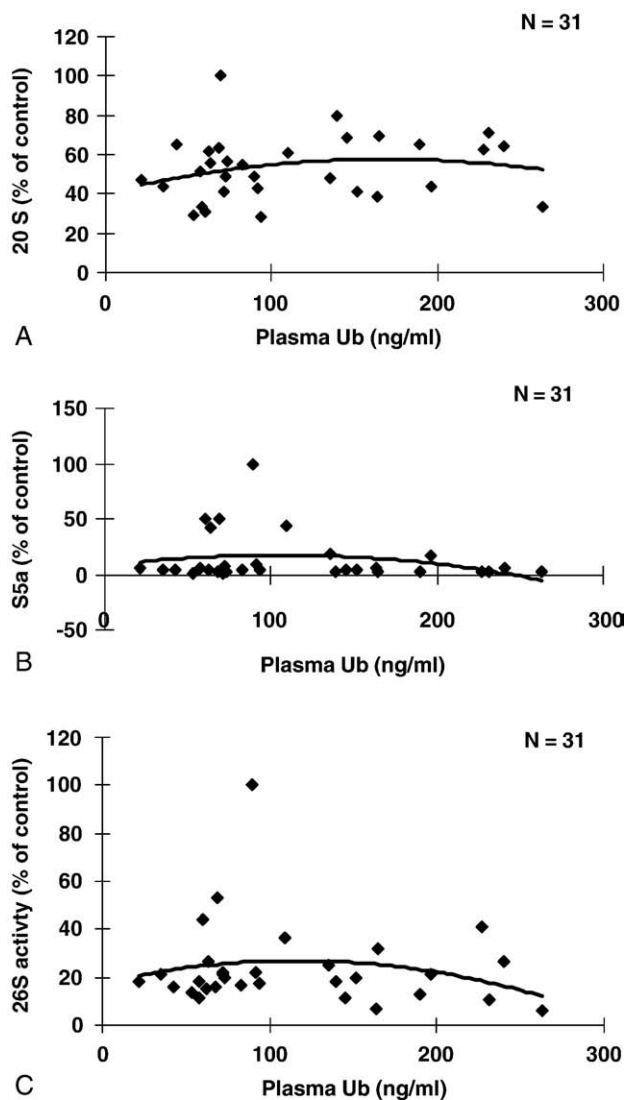 N = 31
120
100
80
60
40
20
0
20 S (% of control)
0 100 200 300
Plasma Ub (ng/ml)
A
N = 31
150
100
50
0
-50
S5a (% of control)
0 100 200 300
Plasma Ub (ng/ml)
B
N = 31
120
100
80
60
40
20
0
26S activty (% of control)
0 100 200 300
Plasma Ub (ng/ml)
C